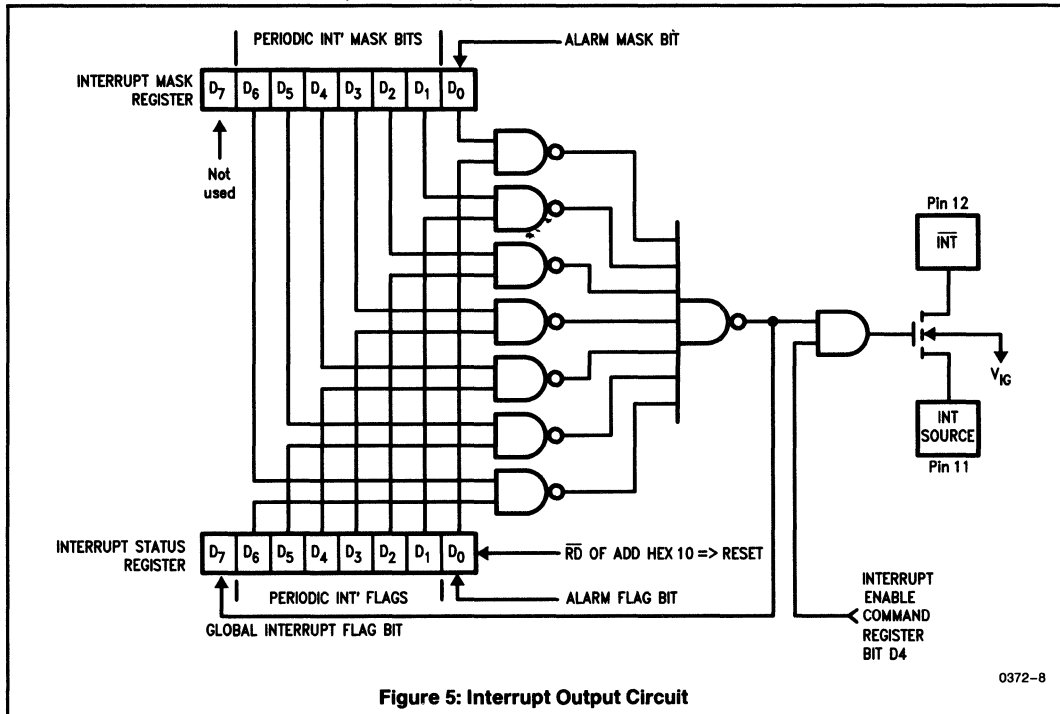 PERIODIC INT' MASK BITS
ALARM MASK BIT
INTERRUPT MASK
REGISTER
D7 D6 D5 D4 D3 D2 D1 D0
Not
used
Pin 12
INT
INT
SOURCE
Pin 11
VIG
INTERRUPT STATUS
REGISTER
D7 D6 D5 D4 D3 D2 D1 D0
RD OF ADD HEX 10 => RESET
PERIODIC INT' FLAGS
ALARM FLAG BIT
GLOBAL INTERRUPT FLAG BIT
INTERRUPT
ENABLE
COMMAND
REGISTER
BIT D4
0372–8
Figure 5: Interrupt Output Circuit